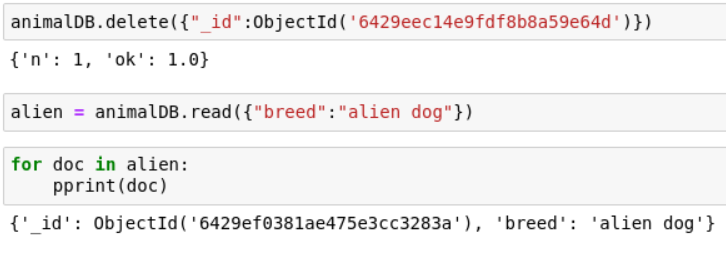 animalDB.delete({"_id":ObjectId('6429eec14e9fdf8b8a59e64d')})
{'n': 1, 'ok': 1.0}
alien = animalDB.read({"breed":"alien dog"})
for doc in alien:
    pprint(doc)
{'_id': ObjectId('6429ef0381ae475e3cc3283a'), 'breed': 'alien dog'}